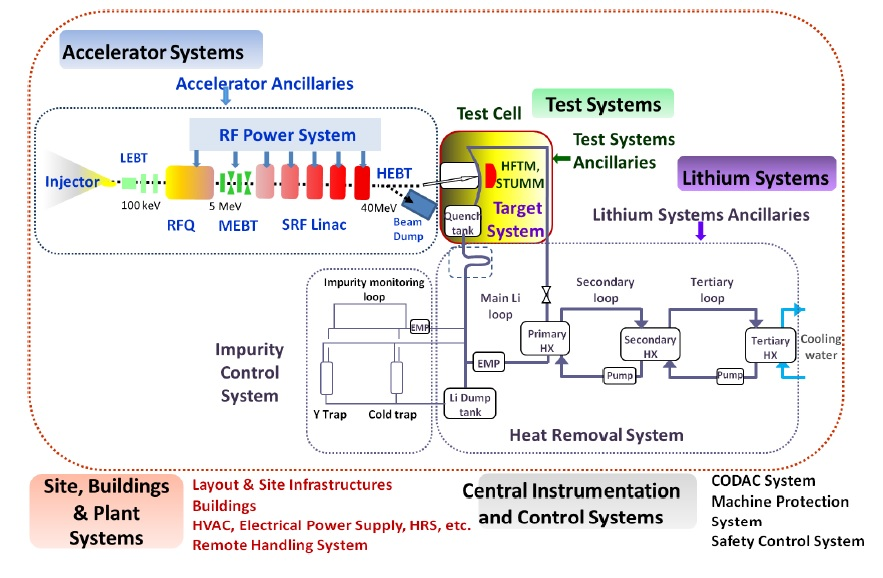 Accelerator Systems
Accelerator Ancillaries
RF Power System
LEBT
Injector
100 keV
RFQ
5 MeV
MEBT
SRF Linac
HEBT
40MeV
Beam
Dump
Test Cell
Test Systems
Test Systems
Ancillaries
HFTM,
STUMM
Target
System
Quench
tank
Lithium Systems
Lithium Systems Ancillaries
Impurity monitoring
loop
EMP
Impurity
Control
System
Y Trap
Cold trap
Main Li
loop
EMP
Li Dump
tank
Primary
HX
Secondary
loop
Secondary
HX
Pump
Tertiary
loop
Tertiary
HX
Pump
Cooling
water
Heat Removal System
Site, Buildings
& Plant
Systems
Layout & Site Infrastructures
Buildings
HVAC, Electrical Power Supply, HRS, etc.
Remote Handling System
Central Instrumentation
and Control Systems
CODAC System
Machine Protection
System
Safety Control System